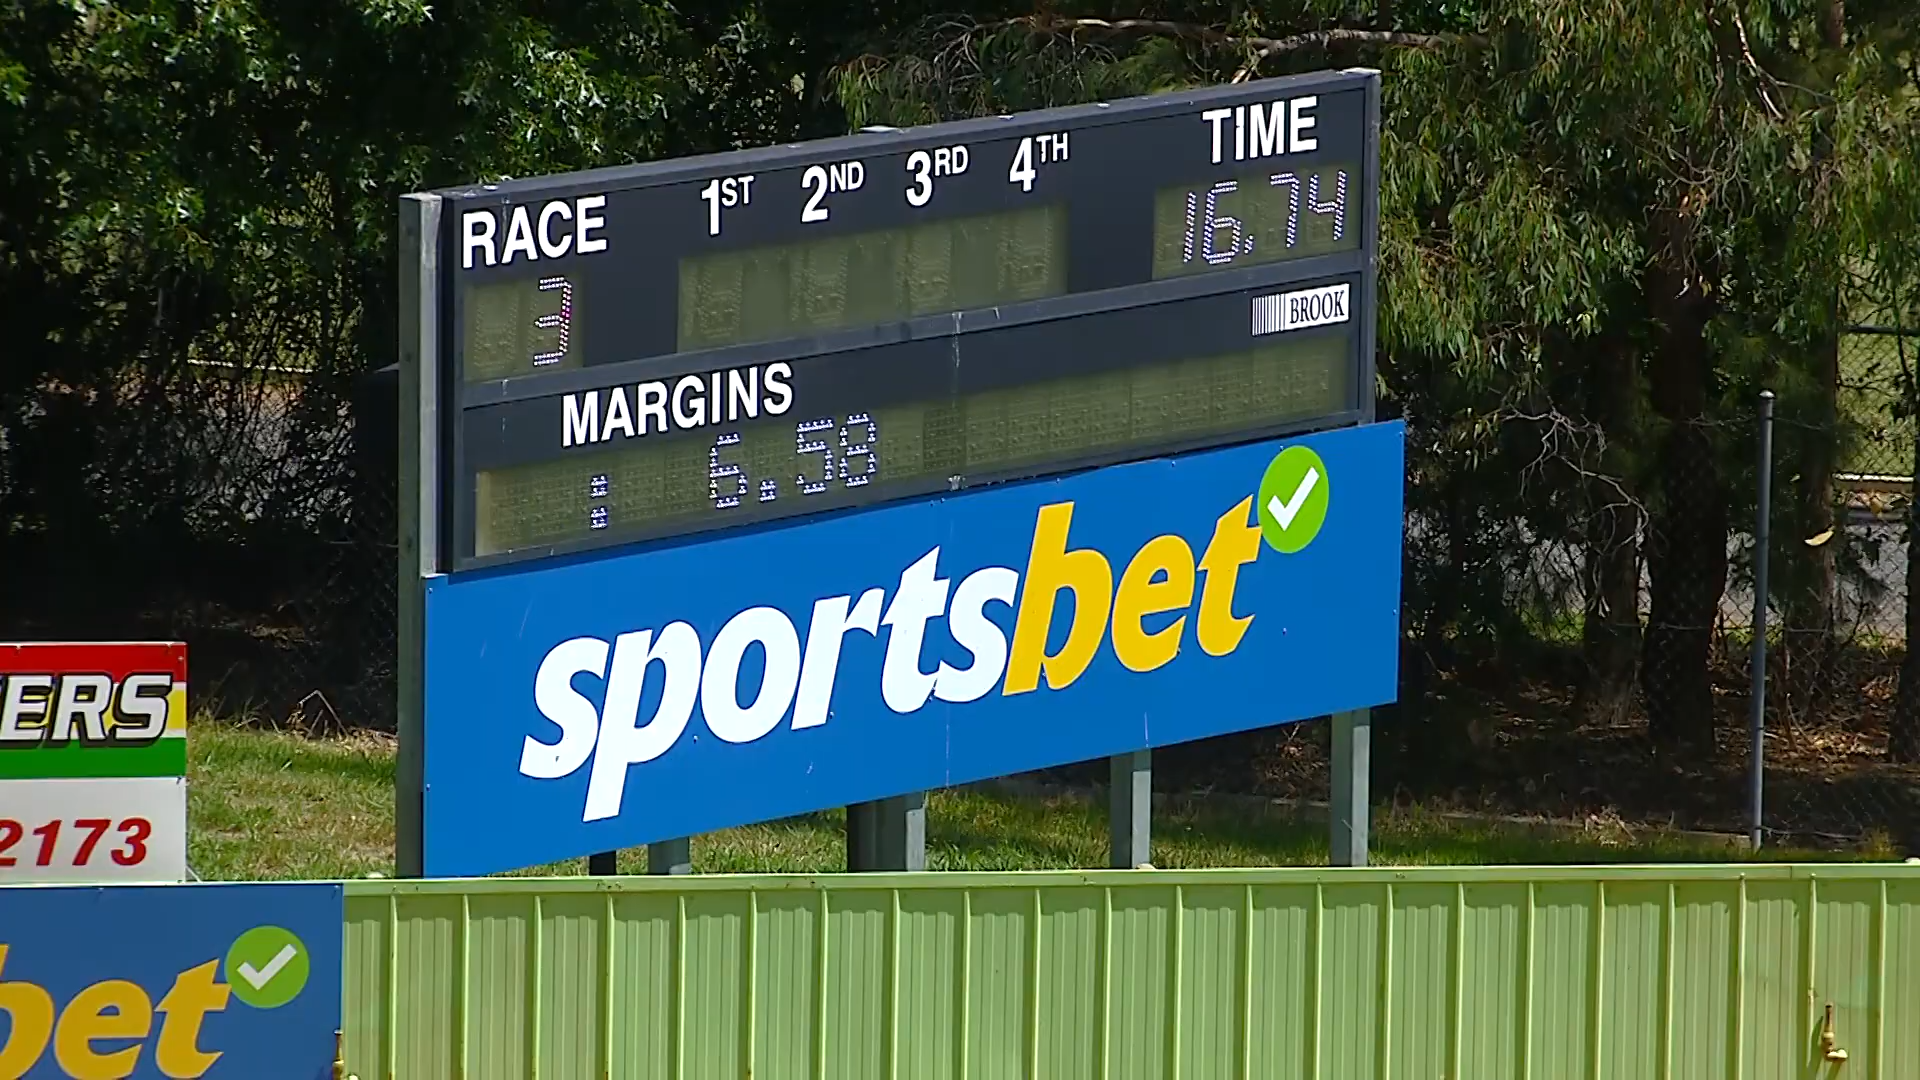 RACE 1ST 2ND 3RD 4TH TIME
3 16.74
BROOK
MARGINS
: 6.58
sportsbet
ERS
2173
bet